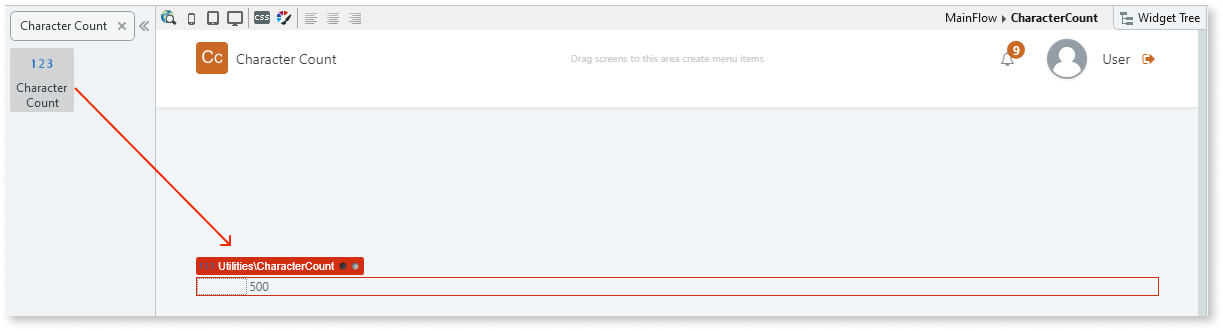 Character Count
CSS
MainFlow CharacterCount
Widget Tree
123
Character
Count
Cc Character Count
Drag screens to this area create menu items
9
User
Utilities\CharacterCount
500